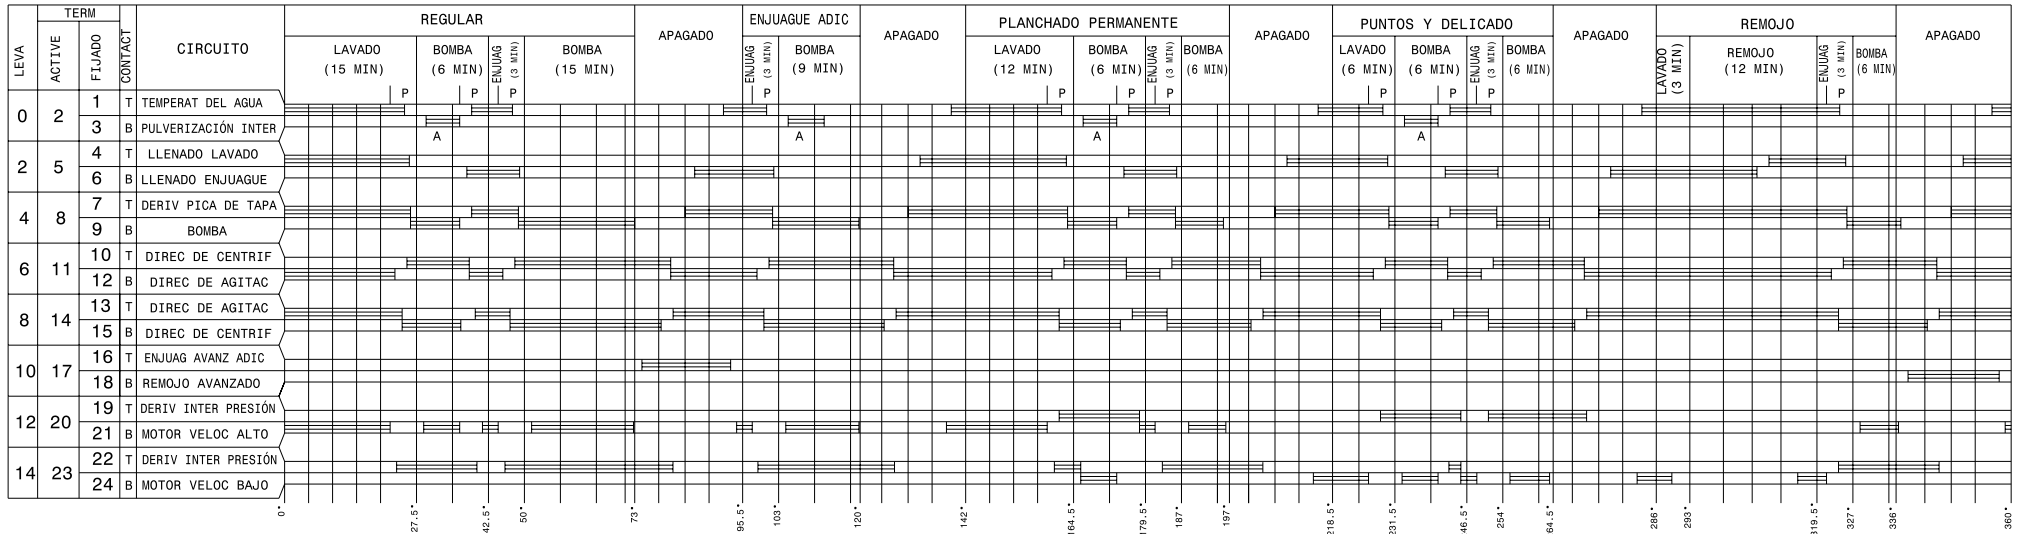 LEVA
TERM
ACTIVE
FIJADO
CONTACT
CIRCUITO
REGULAR
LAVADO
(15 MIN)
BOMBA
(6 MIN)
ENJUAG
(3 MIN)
BOMBA
(15 MIN)
P P P
APAGADO
ENJUAGUE ADIC
ENJUAG
(3 MIN)
BOMBA
(9 MIN)
P
APAGADO
PLANCHADO PERMANENTE
LAVADO
(12 MIN)
BOMBA
(6 MIN)
ENJUAG
(3 MIN)
BOMBA
(6 MIN)
P P P
APAGADO
PUNTOS Y DELICADO
LAVADO
(6 MIN)
BOMBA
(6 MIN)
ENJUAG
(3 MIN)
BOMBA
(6 MIN)
P P P
APAGADO
REMOJO
LAVADO
(3 MIN)
REMOJO
(12 MIN)
ENJUAG
(3 MIN)
BOMBA
(6 MIN)
P
APAGADO
0 2
1 T TEMPERAT DEL AGUA
3 B PULVERIZACIÓN INTER
A A A A
2 5
4 T LLENADO LAVADO
6 B LLENADO ENJUAGUE
4 8
7 T DERIV PICA DE TAPA
9 B BOMBA
6 11
10 T DIREC DE CENTRIF
12 B DIREC DE AGITAC
8 14
13 T DIREC DE AGITAC
15 B DIREC DE CENTRIF
10 17
16 T ENJUAG AVANZ ADIC
18 B REMOJO AVANZADO
12 20
19 T DERIV INTER PRESIÓN
21 B MOTOR VELOC ALTO
14 23
22 T DERIV INTER PRESIÓN
24 B MOTOR VELOC BAJO
0° 27.5° 42.5° 50° 73° 95.5° 103° 120° 142° 164.5° 179.5° 187° 197° 218.5° 231.5° 46.5° 254° 64.5° 286° 293° 319.5° 327° 336° 360°